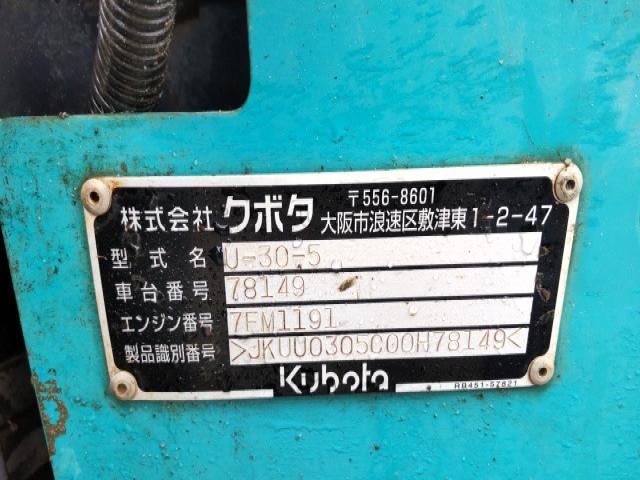 〒556-8601
株式会社 クボタ 大阪市浪速区敷津東1-2-47
型式名 U-30-5
車台番号 78149
エンジン番号 7FM1191
製品識別番号 >JKUU0305C00H78149<
Kubota
RB451-57821